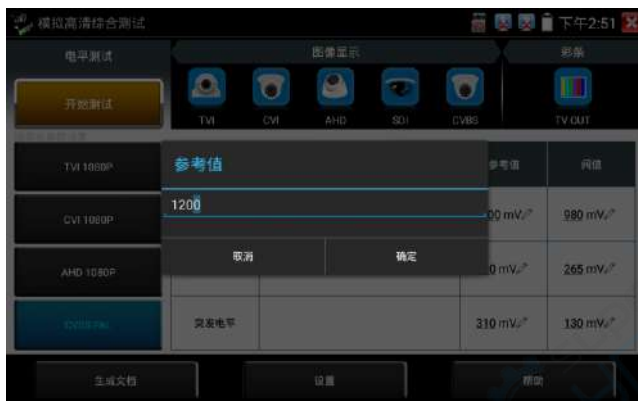 模拟高清综合测试
下午2:51
电平测试
图像显示
彩条
开始测试
TVI
CVI
AHD
SDI
CVBS
TV OUT
TVI 1080P
参考值
参考值
阀值
CVI 1080P
1200
00 mV
980 mV
取消
确定
AHD 1080P
0 mV
265 mV
突发电平
310 mV
130 mV
生成文档
设置
帮助